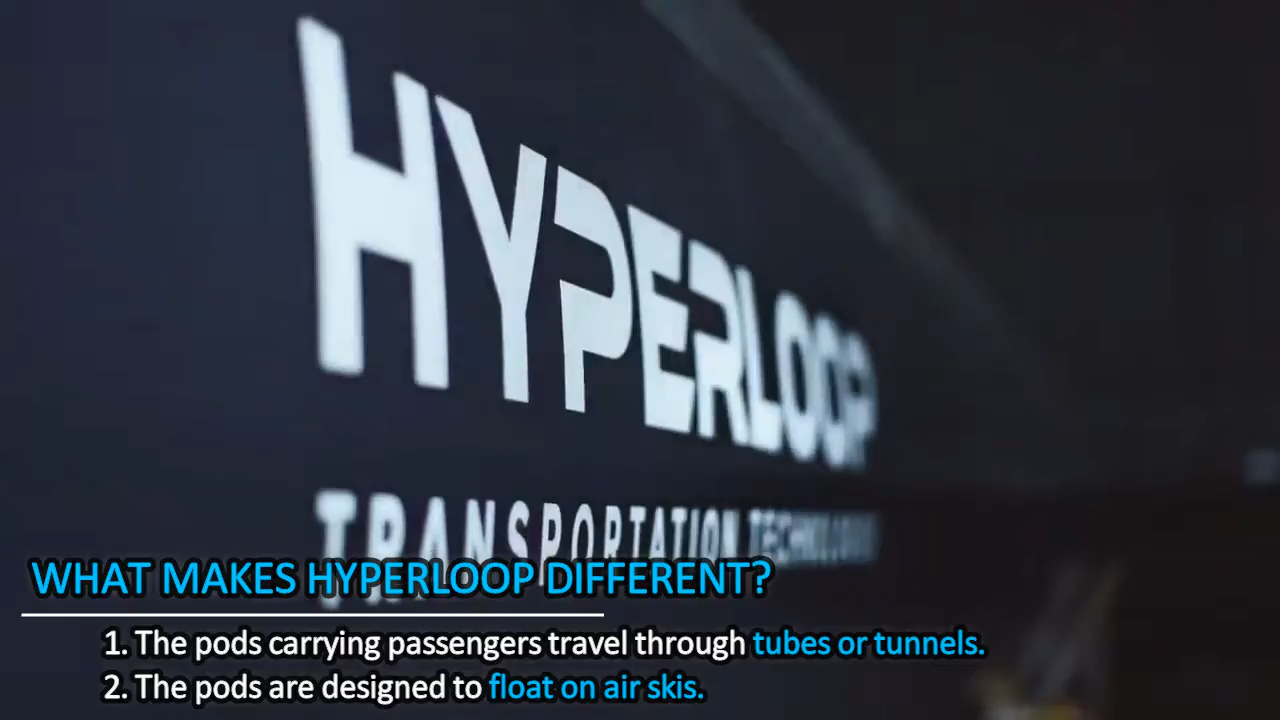 HYPERLOOP
TRANSPORTATION TECHNOLOGIES
WHAT MAKES HYPERLOOP DIFFERENT?
1. The pods carrying passengers travel through tubes or tunnels.
2. The pods are designed to float on air skis.